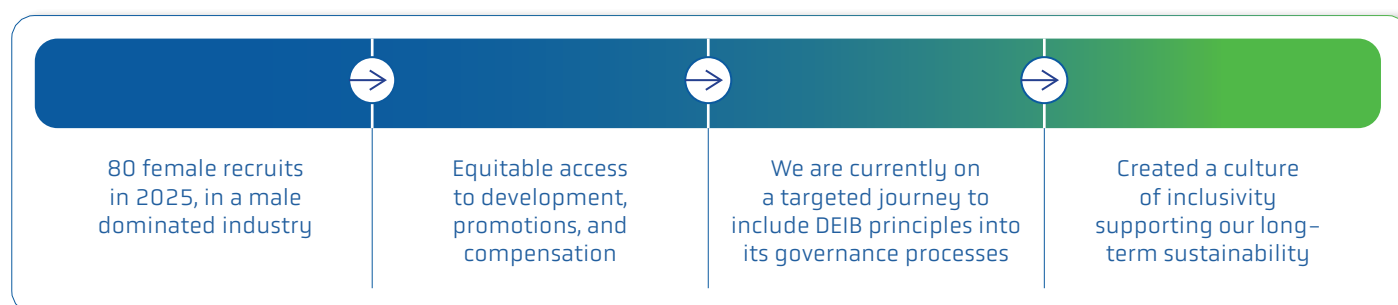 80 female recruits
in 2025, in a male
dominated industry
Equitable access
to development,
promotions, and
compensation
We are currently on
a targeted journey to
include DEIB principles into
its governance processes
Created a culture
of inclusivity
supporting our long-
term sustainability